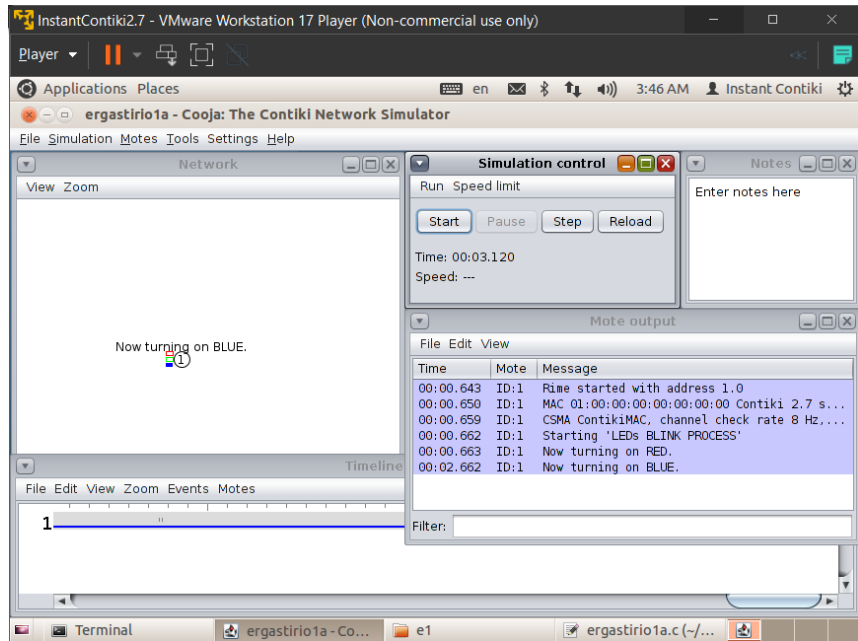 InstantContiki2.7 - VMware Workstation 17 Player (Non-commercial use only)
Player
Applications Places en 3:46 AM Instant Contiki
ergastirio1a - Cooja: The Contiki Network Simulator
File Simulation Motes Tools Settings Help
Network
View Zoom
Now turning on BLUE.
1
Simulation control
Run Speed limit
Start Pause Step Reload
Time: 00:03.120
Speed: ---
Notes
Enter notes here
Mote output
File Edit View
Time Mote Message
00:00.643 ID:1 Rime started with address 1.0
00:00.650 ID:1 MAC 01:00:00:00:00:00:00:00 Contiki 2.7 s...
00:00.659 ID:1 CSMA ContikiMAC, channel check rate 8 Hz,...
00:00.662 ID:1 Starting 'LEDs BLINK PROCESS'
00:00.663 ID:1 Now turning on RED.
00:02.662 ID:1 Now turning on BLUE.
Filter:
Timeline
File Edit View Zoom Events Motes
1
Terminal ergastirio1a - Co... e1 ergastirio1a.c (~/...